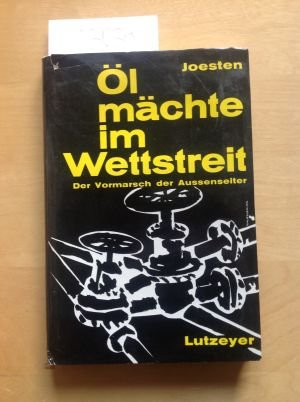 Joesten
Öl
mächte
im
Wettstreit
Der Vormarsch der Aussenseiter
Lutzeyer